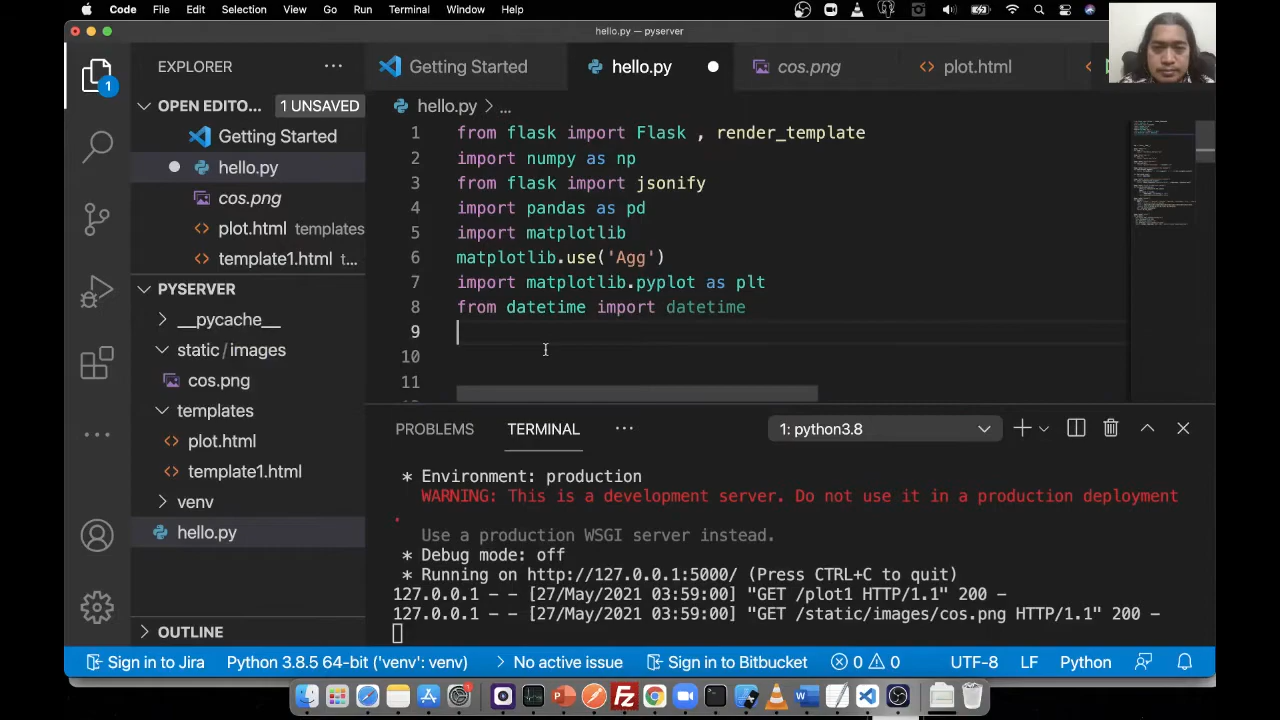 Code File Edit Selection View Go Run Terminal Window Help
hello.py — pyserver
EXPLORER
Getting Started
hello.py
cos.png
plot.html
OPEN EDITO... 1 UNSAVED
Getting Started
hello.py
cos.png
plot.html templates
template1.html t...
PYSERVER
__pycache__
static/images
cos.png
templates
plot.html
template1.html
venv
hello.py
OUTLINE
hello.py > ...
1 from flask import Flask , render_template
2 import numpy as np
3 from flask import jsonify
4 import pandas as pd
5 import matplotlib
6 matplotlib.use('Agg')
7 import matplotlib.pyplot as plt
8 from datetime import datetime
9
10
11
PROBLEMS TERMINAL ... 1: python3.8
* Environment: production
WARNING: This is a development server. Do not use it in a production deployment
.
Use a production WSGI server instead.
* Debug mode: off
* Running on http://127.0.0.1:5000/ (Press CTRL+C to quit)
127.0.0.1 - - [27/May/2021 03:59:00] "GET /plot1 HTTP/1.1" 200 -
127.0.0.1 - - [27/May/2021 03:59:00] "GET /static/images/cos.png HTTP/1.1" 200 -
Sign in to Jira Python 3.8.5 64-bit ('venv': venv) No active issue Sign in to Bitbucket 0 0 UTF-8 LF Python